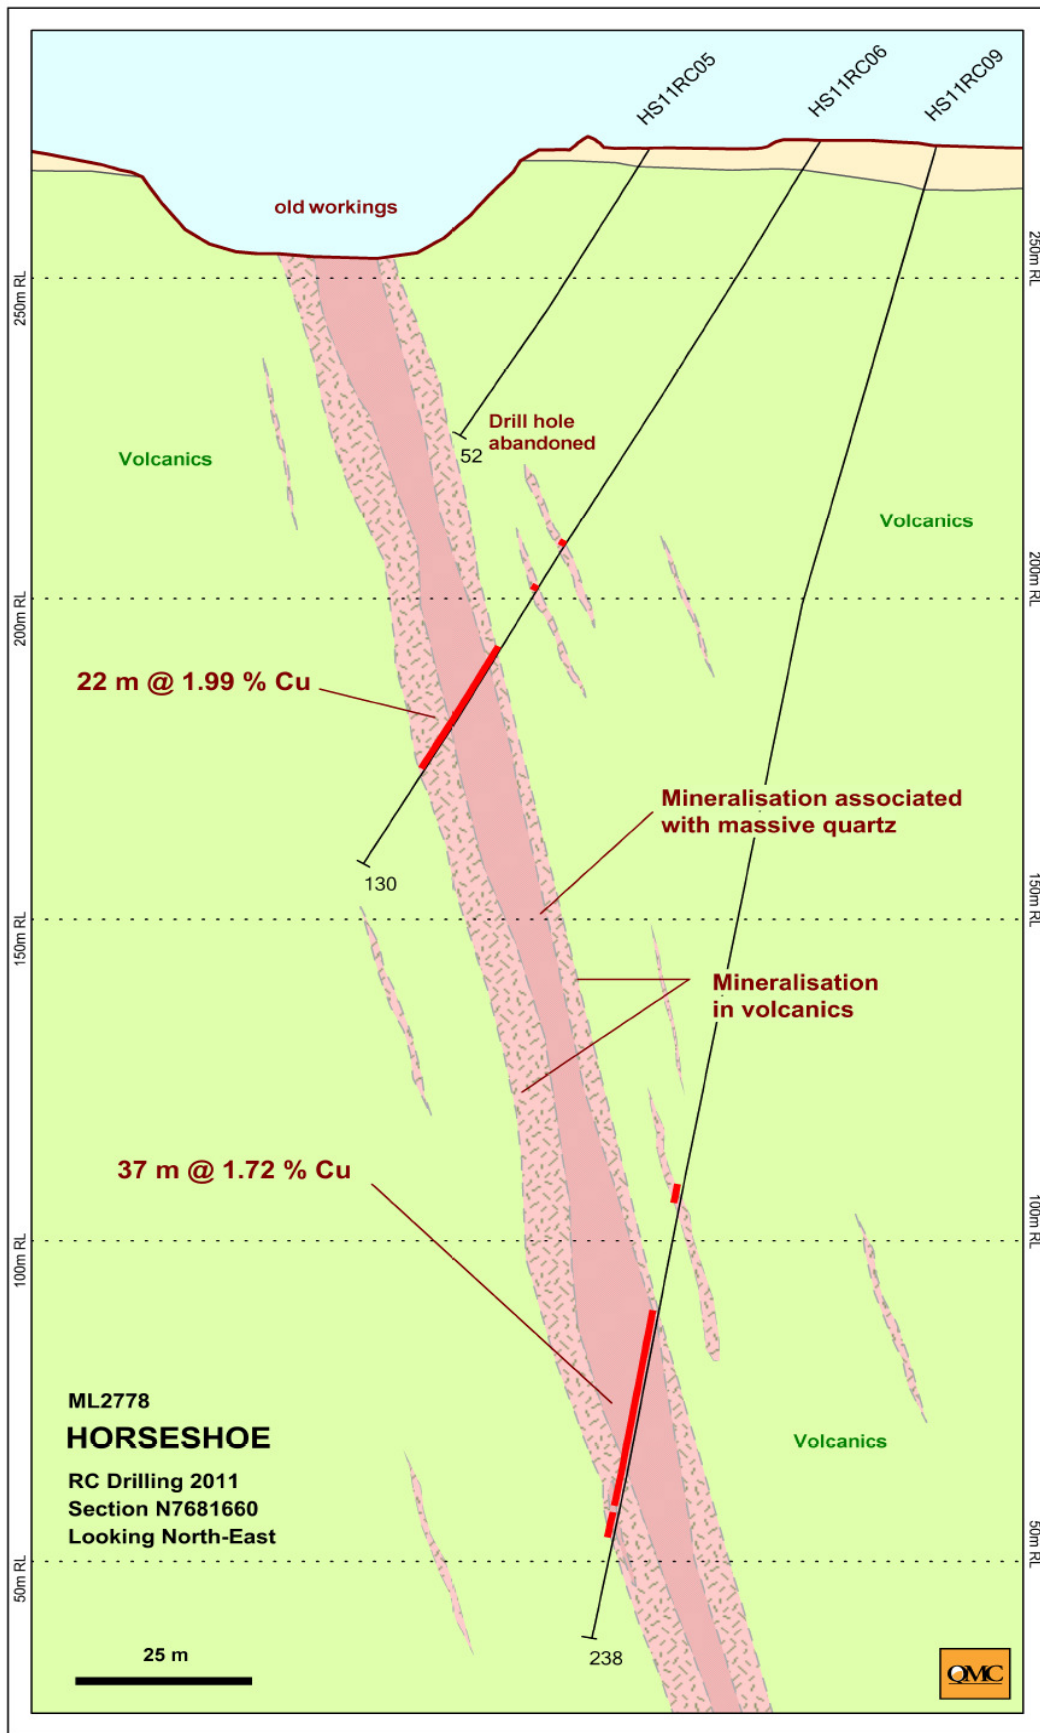 HS11RC05
HS11RC06
HS11RC09
old workings
250m RL
250m RL
Drill hole
abandoned
52
Volcanics
Volcanics
200m RL
200m RL
22 m @ 1.99 % Cu
Mineralisation associated
with massive quartz
130
150m RL
150m RL
Mineralisation
in volcanics
37 m @ 1.72 % Cu
100m RL
100m RL
ML2778
HORSESHOE
RC Drilling 2011
Section N7681660
Looking North-East
Volcanics
50m RL
50m RL
25 m
238
QMC